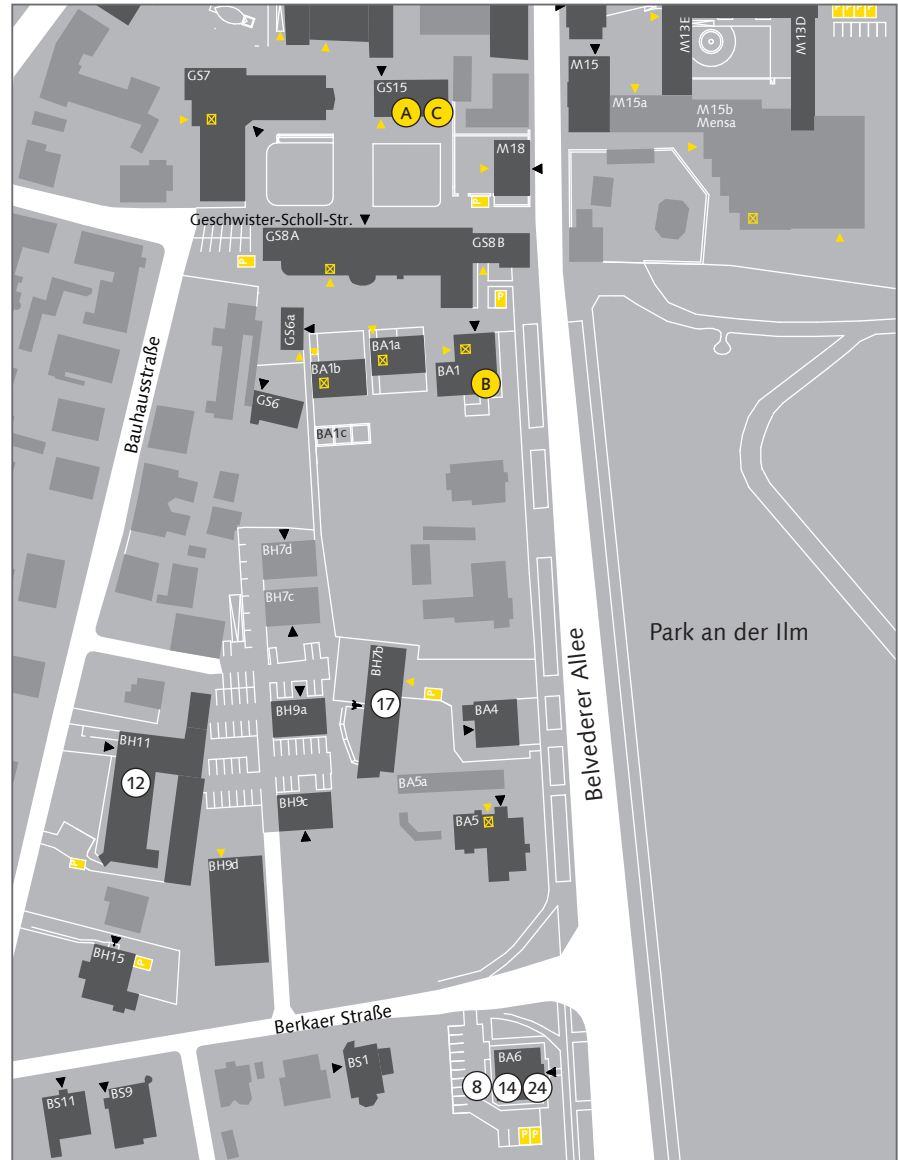 P P P P
M13E
M13D
M15
GS7
GS15
A C
M15a
M15b
Mensa
M18
P
Geschwister-Scholl-Str.
GS8A
GS8B
P
P
GS6a
BA1a
BA1b
BA1
B
GS6
BA1c
Bauhausstraße
BH7d
BH7c
Park an der Ilm
BH7b
P
17
BH9a
BA4
BH11
Belvederer Allee
12
BA5a
BH9c
BA5
P
BH9d
BH15
P
Berkaer Straße
BS1
BA6
8 14 24
BS11
BS9
P P